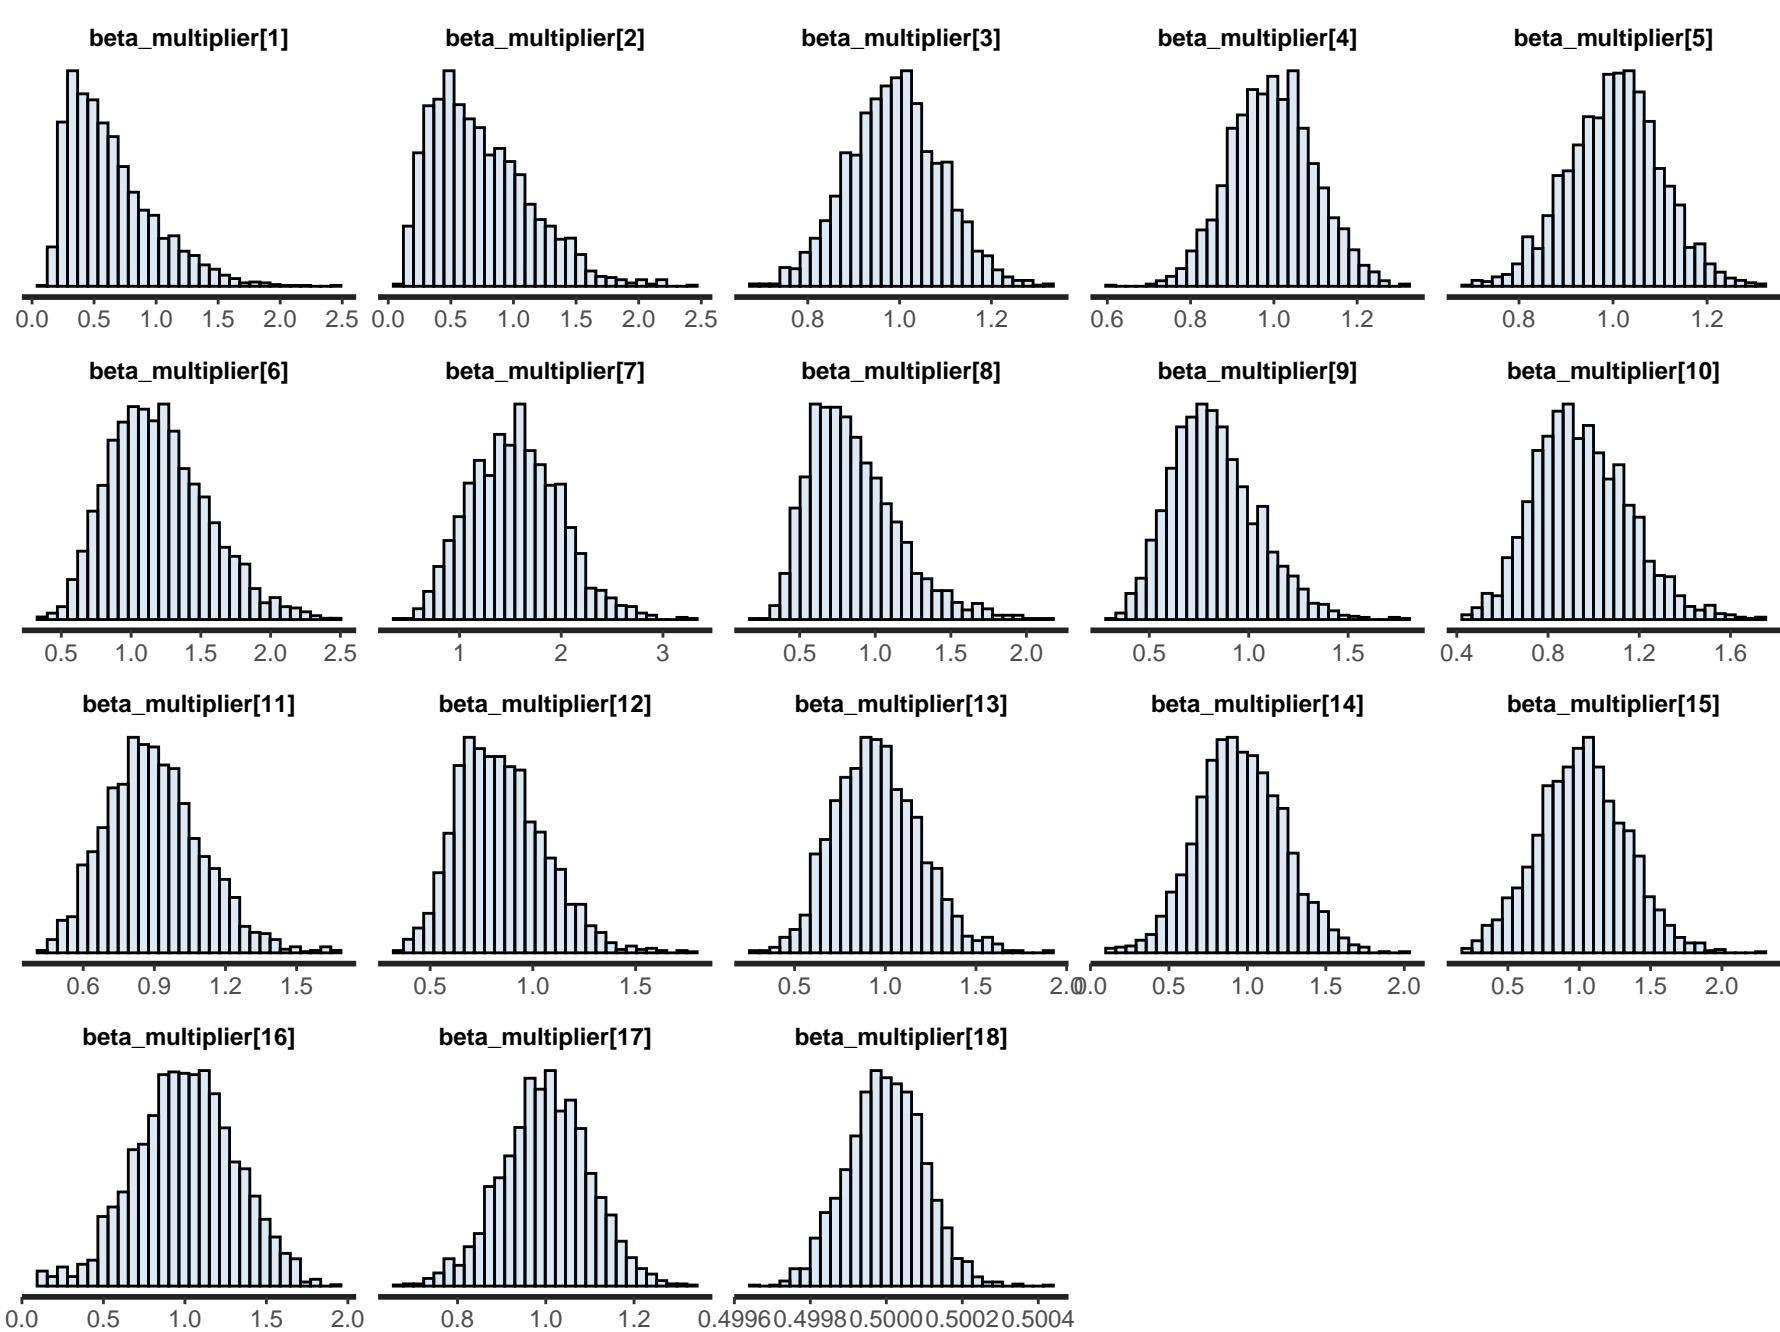 beta_multiplier[1] beta_multiplier[2] beta_multiplier[3] beta_multiplier[4] beta_multiplier[5]
0.0 0.5 1.0 1.5 2.0 2.5 0.0 0.5 1.0 1.5 2.0 2.5 0.8 1.0 1.2 0.6 0.8 1.0 1.2 0.8 1.0 1.2
beta_multiplier[6] beta_multiplier[7] beta_multiplier[8] beta_multiplier[9] beta_multiplier[10]
0.5 1.0 1.5 2.0 2.5 1 2 3 0.5 1.0 1.5 2.0 0.5 1.0 1.5 0.4 0.8 1.2 1.6
beta_multiplier[11] beta_multiplier[12] beta_multiplier[13] beta_multiplier[14] beta_multiplier[15]
0.6 0.9 1.2 1.5 0.5 1.0 1.5 0.5 1.0 1.5 2.0 0.0 0.5 1.0 1.5 2.0 0.5 1.0 1.5 2.0
beta_multiplier[16] beta_multiplier[17] beta_multiplier[18]
0.0 0.5 1.0 1.5 2.0 0.8 1.0 1.2 0.4996 0.4998 0.5000 0.5002 0.5004